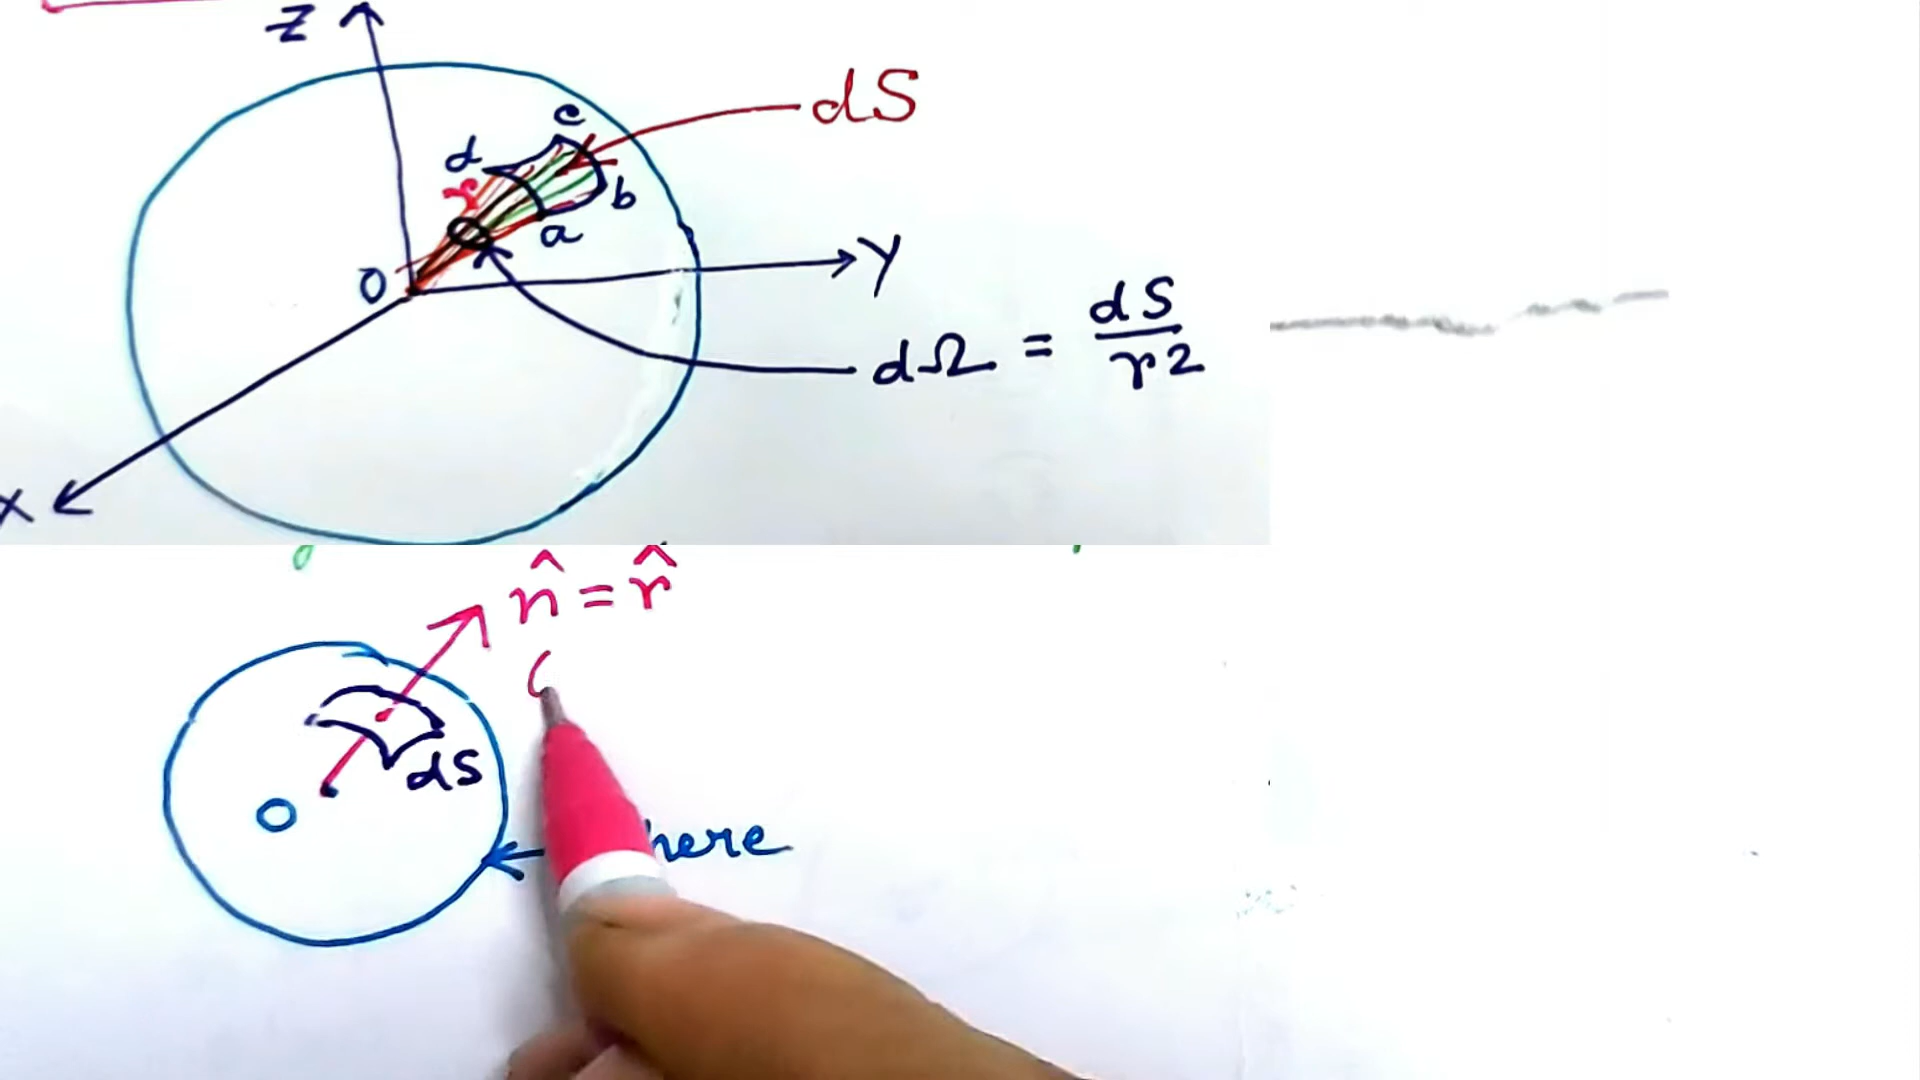 Z
dS
c
d
r
b
a
O
Y
dΩ = dS/r2
X
n̂ = r̂
(
dS
O
here